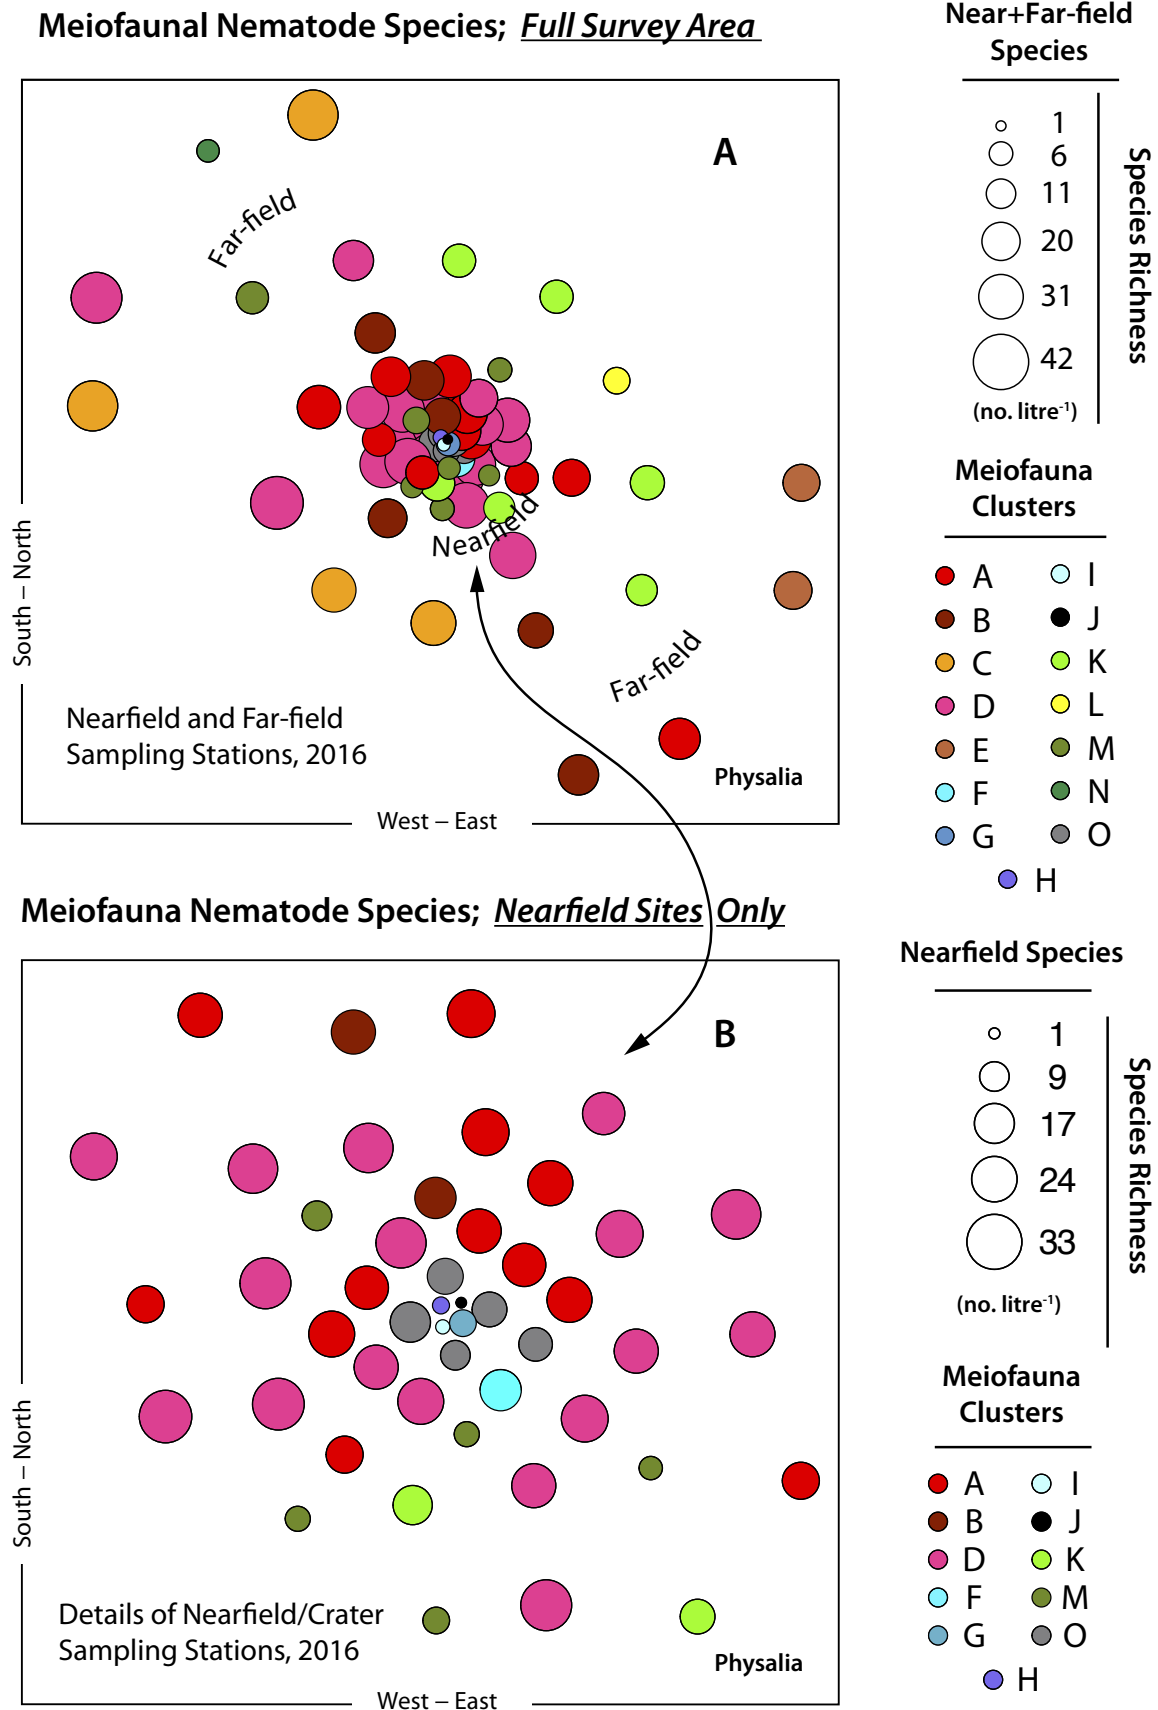 Meiofaunal Nematode Species; Full Survey Area
A
Far-field
Nearfield
Far-field
South – North
Nearfield and Far-field
Sampling Stations, 2016
Physalia
West – East
Near+Far-field
Species
1
6
11
20
31
42
(no. litre⁻¹)
Species Richness
Meiofauna
Clusters
A
B
C
D
E
F
G
I
J
K
L
M
N
O
H
Meiofauna Nematode Species; Nearfield Sites Only
B
South – North
Details of Nearfield/Crater
Sampling Stations, 2016
Physalia
West – East
Nearfield Species
1
9
17
24
33
(no. litre⁻¹)
Species Richness
Meiofauna
Clusters
A
B
D
F
G
I
J
K
M
O
H